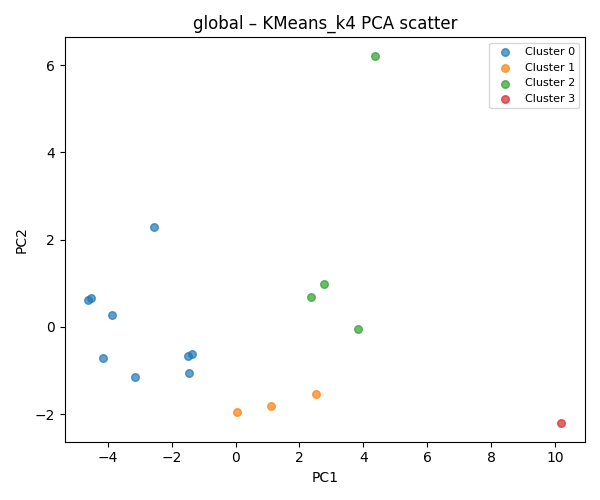 global – KMeans_k4 PCA scatter
Cluster 0
Cluster 1
Cluster 2
Cluster 3
6
4
2
0
−2
PC2
−4
−2
0
2
4
6
8
10
PC1